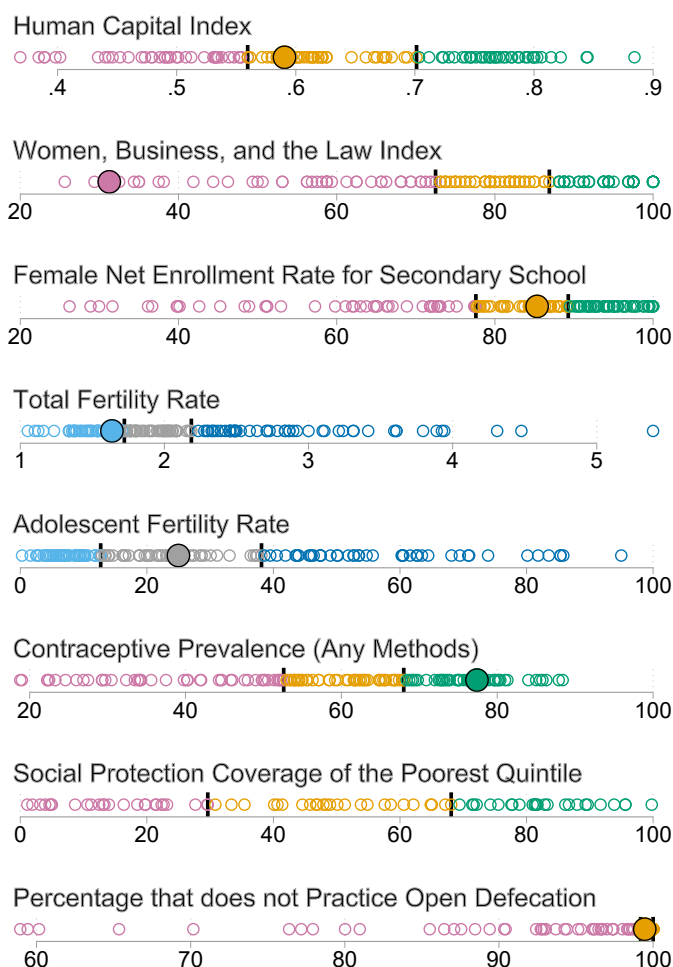 Human Capital Index
.4 .5 .6 .7 .8 .9
Women, Business, and the Law Index
20 40 60 80 100
Female Net Enrollment Rate for Secondary School
20 40 60 80 100
Total Fertility Rate
1 2 3 4 5
Adolescent Fertility Rate
0 20 40 60 80 100
Contraceptive Prevalence (Any Methods)
20 40 60 80 100
Social Protection Coverage of the Poorest Quintile
0 20 40 60 80 100
Percentage that does not Practice Open Defecation
60 70 80 90 100